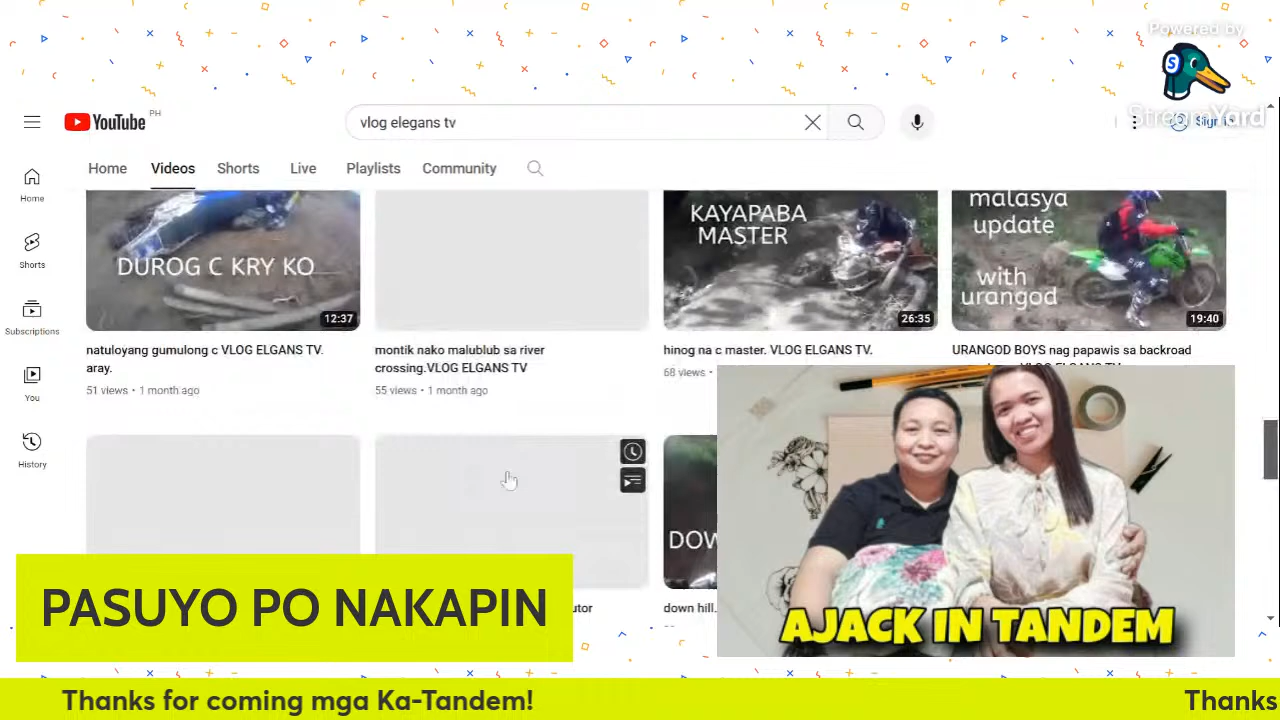 Powered by
StreamYard
YouTube PH
vlog elegans tv
Home
Videos
Shorts
Live
Playlists
Community
Home
Shorts
Subscriptions
You
History
DUROG C KRY KO
12:37
KAYAPABA
MASTER
26:35
malasya
update
with
urangod
19:40
natuloyang gumulong c VLOG ELGANS TV.
aray.
51 views • 1 month ago
montik nako malublub sa river
crossing.VLOG ELGANS TV
55 views • 1 month ago
hinog na c master. VLOG ELGANS TV.
68 views •
URANGOD BOYS nag papawis sa backroad
DOW
utor
down hill.
AJACK IN TANDEM
PASUYO PO NAKAPIN
Thanks for coming mga Ka-Tandem!
Thanks